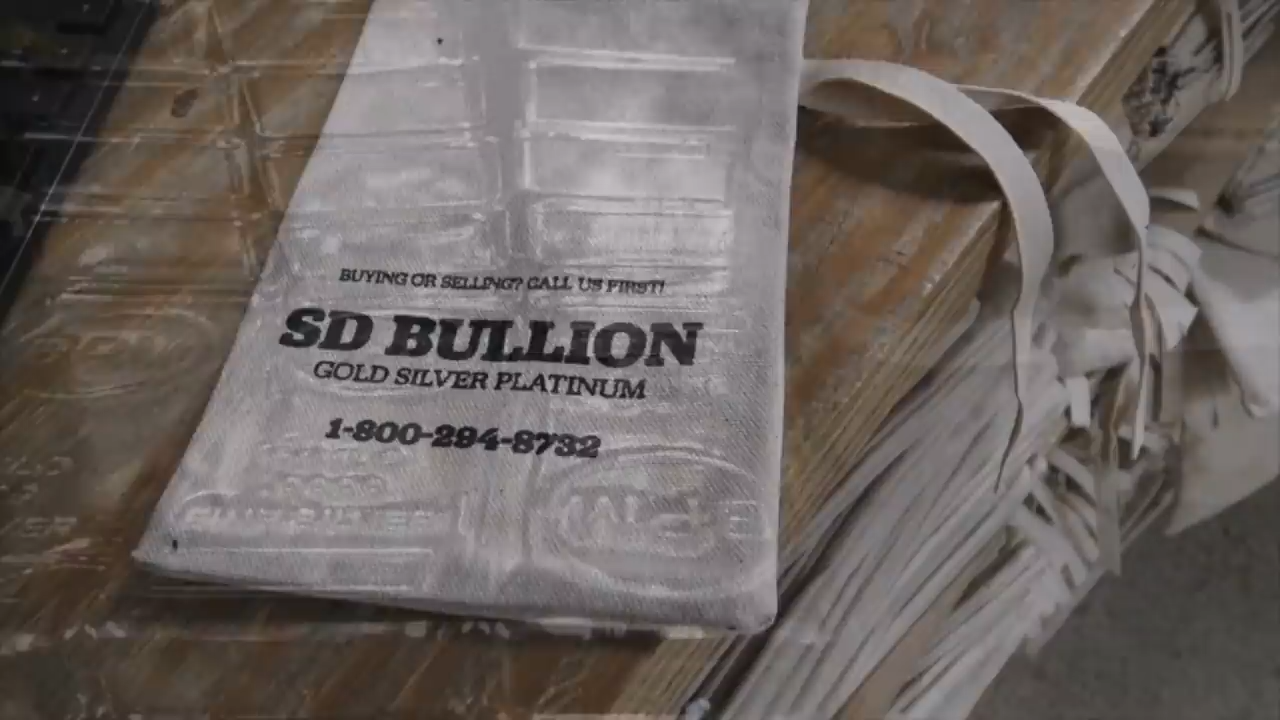 BUYING OR SELLING? CALL US FIRST!
SD BULLION
GOLD SILVER PLATINUM
1-800-294-8732